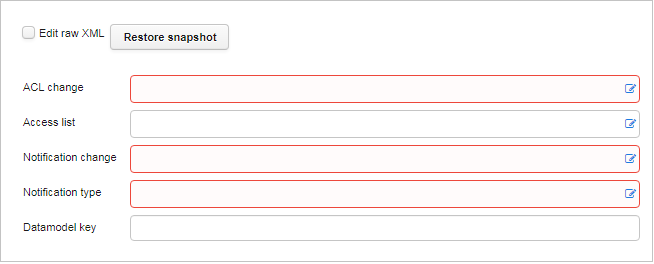 Edit raw XML Restore snapshot
ACL change
Access list
Notification change
Notification type
Datamodel key